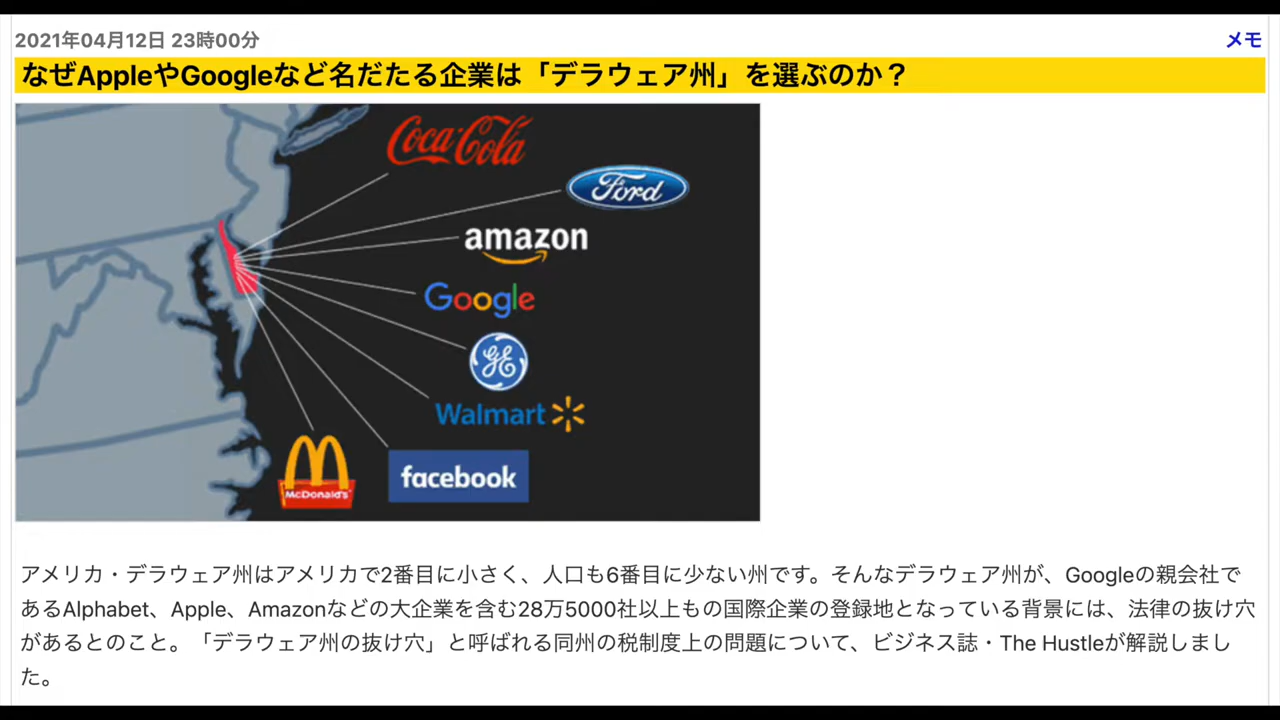 2021年04月12日 23時00分
メモ
なぜAppleやGoogleなど名だたる企業は「デラウェア州」を選ぶのか？
Coca-Cola
Ford
amazon
Google
GE
Walmart
McDonald's
facebook
アメリカ・デラウェア州はアメリカで2番目に小さく、人口も6番目に少ない州です。そんなデラウェア州が、Googleの親会社で
あるAlphabet、Apple、Amazonなどの大企業を含む28万5000社以上もの国際企業の登録地となっている背景には、法律の抜け穴
があるとのこと。「デラウェア州の抜け穴」と呼ばれる同州の税制度上の問題について、ビジネス誌・The Hustleが解説しまし
た。